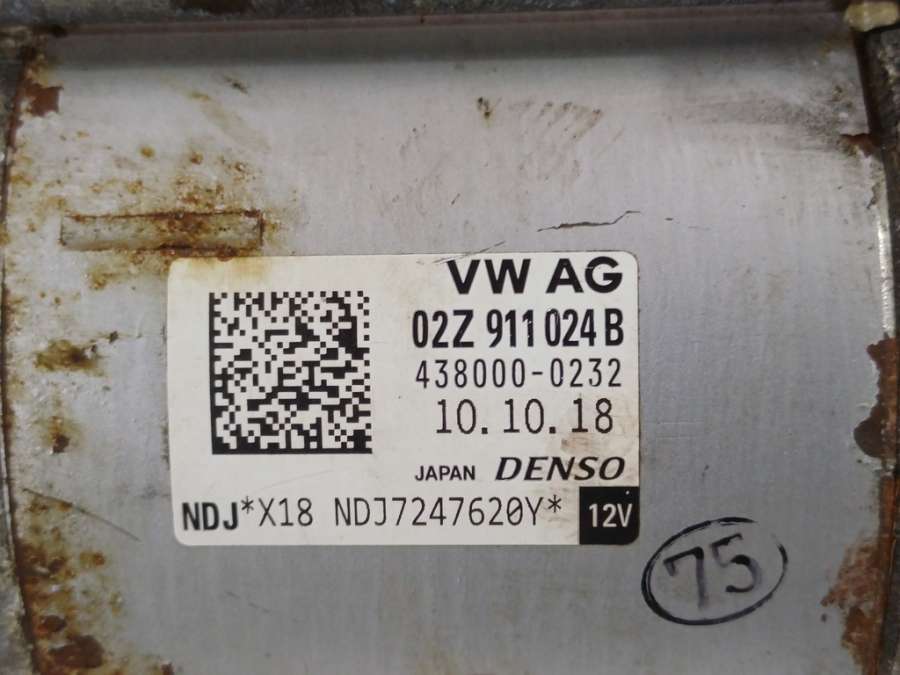 VW AG
02Z 911 024 B
438000-0232
10.10.18
JAPAN DENSO
NDJ*X18 NDJ7247620Y* 12V
75